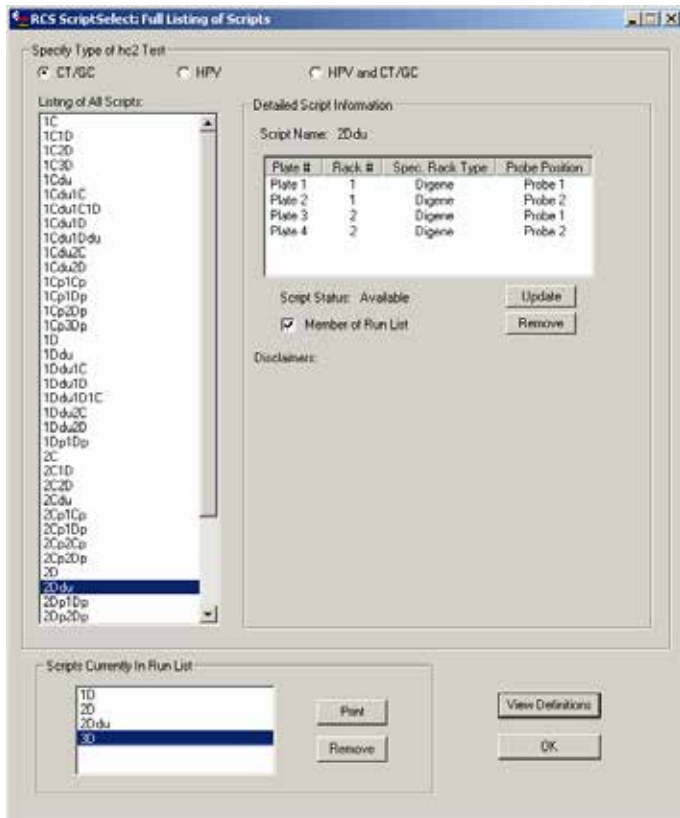 RCS ScriptSelect: Full Listing of Scripts
Specify Type of hc2 Test
CT/GC HPV HPV and CT/GC
Listing of All Scripts:
1C
1C1D
1C2D
1C3D
1Cdu
1Cdu1C
1Cdu1C1D
1Cdu1D
1Cdu1Ddu
1Cdu2C
1Cdu2D
1Cp1Cp
1Cp1Dp
1Cp2Dp
1Cp3Dp
1D
1Ddu
1Ddu1C
1Ddu1D
1Ddu1D1C
1Ddu2C
1Ddu2D
1Dp1Dp
2C
2C1D
2C2D
2Cdu
2Cp1Cp
2Cp1Dp
2Cp2Cp
2Cp2Dp
2D
2Ddu
2Dp1Dp
2Dp2Dp
Detailed Script Information
Script Name: 2Ddu
Plate # Rack # Spec. Rack Type Probe Position
Plate 1 1 Digene Probe 1
Plate 2 1 Digene Probe 2
Plate 3 2 Digene Probe 1
Plate 4 2 Digene Probe 2
Script Status: Available Update
Member of Run List Remove
Disclaimers:
Scripts Currently In Run List
1D
2D
2Ddu
3D
Print
Remove
View Definitions
OK